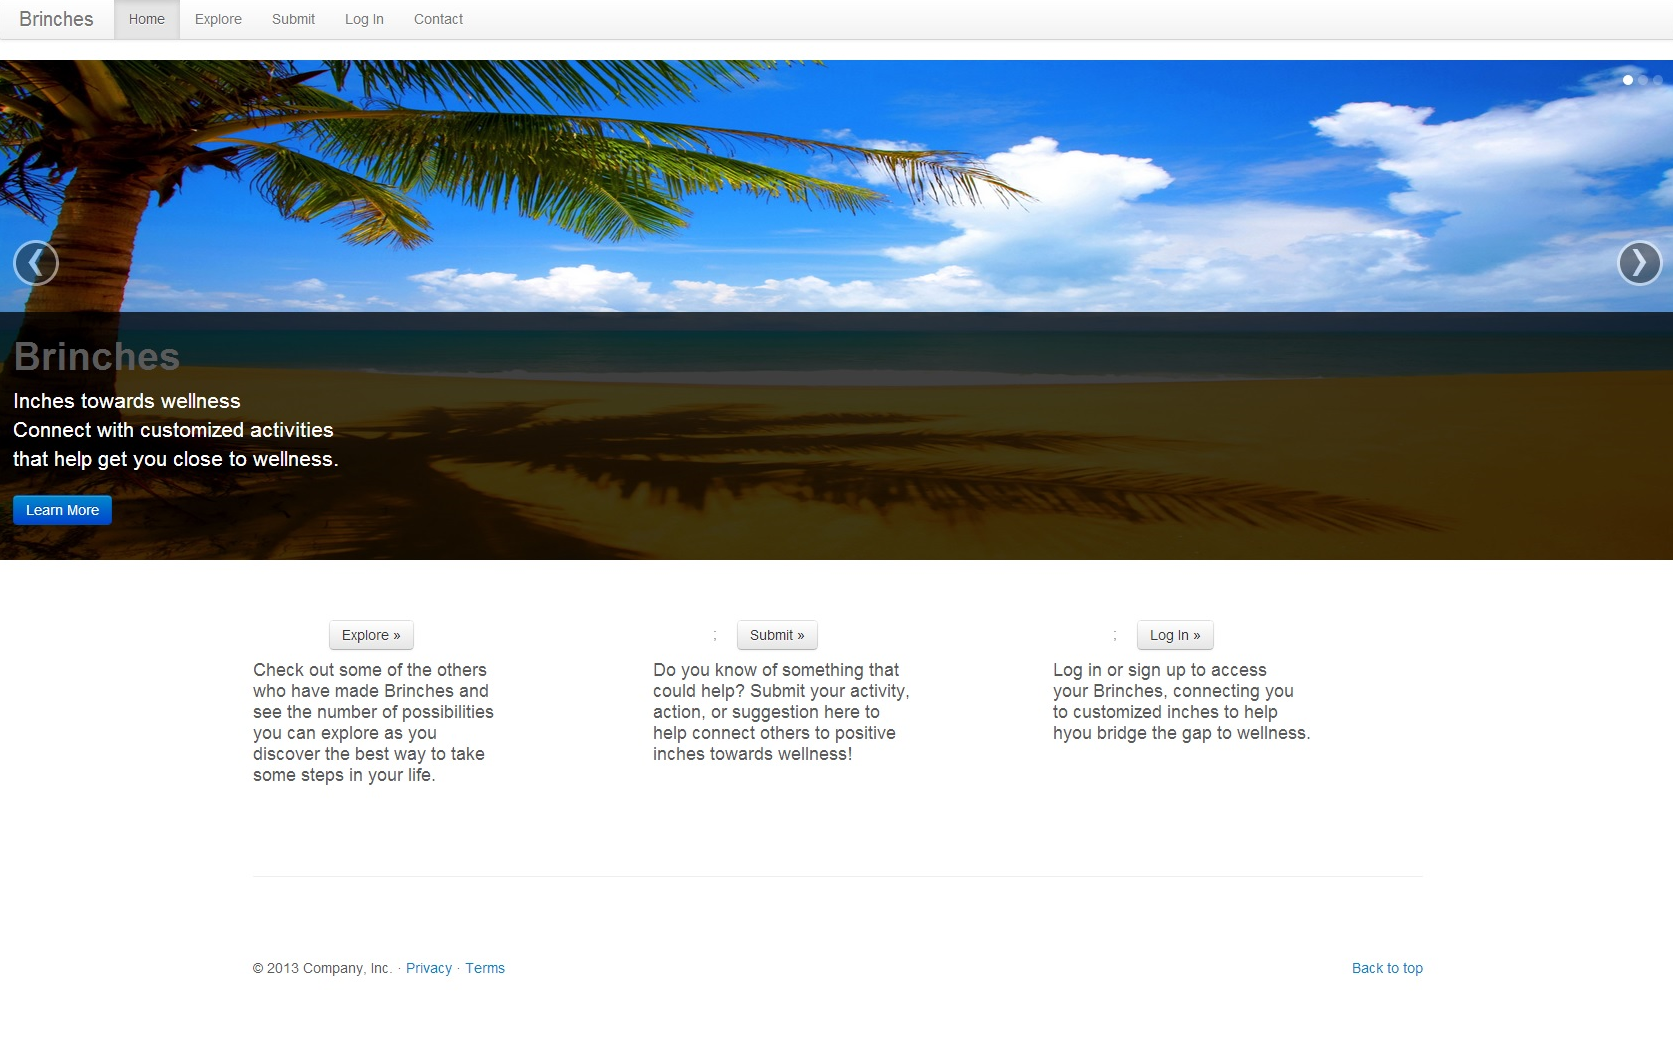 Brinches Home Explore Submit Log In Contact
Brinches
Inches towards wellness
Connect with customized activities
that help get you close to wellness.
Learn More
Explore »
Check out some of the others
who have made Brinches and
see the number of possibilities
you can explore as you
discover the best way to take
some steps in your life.
; Submit »
Do you know of something that
could help? Submit your activity,
action, or suggestion here to
help connect others to positive
inches towards wellness!
; Log In »
Log in or sign up to access
your Brinches, connecting you
to customized inches to help
hyou bridge the gap to wellness.
© 2013 Company, Inc. · Privacy · Terms
Back to top